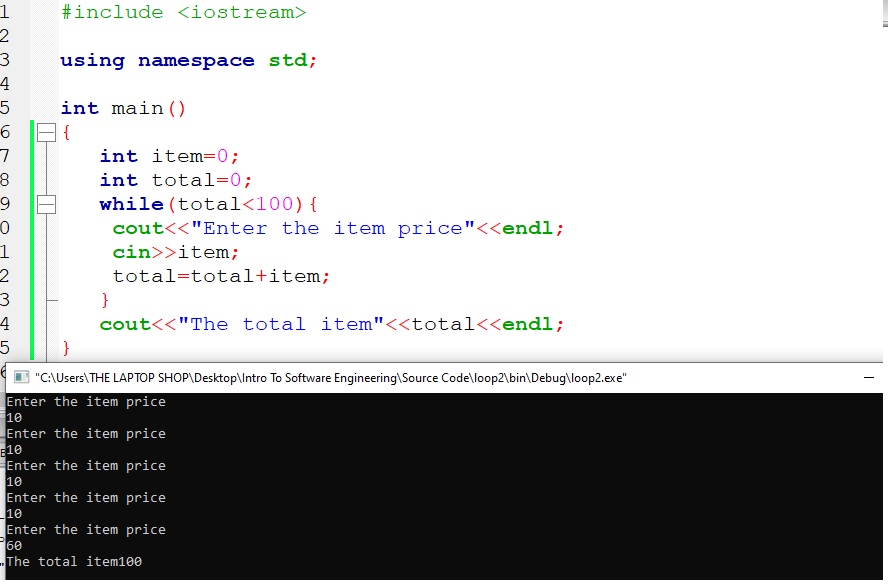 1 #include <iostream>
2
3 using namespace std;
4
5 int main()
6 {
7 int item=0;
8 int total=0;
9 while(total<100){
0 cout<<"Enter the item price"<<endl;
1 cin>>item;
2 total=total+item;
3 }
4 cout<<"The total item"<<total<<endl;
5 }
6
"C:\Users\THE LAPTOP SHOP\Desktop\Intro To Software Engineering\Source Code\loop2\bin\Debug\loop2.exe"
Enter the item price
10
Enter the item price
10
Enter the item price
10
Enter the item price
10
Enter the item price
60
The total item100